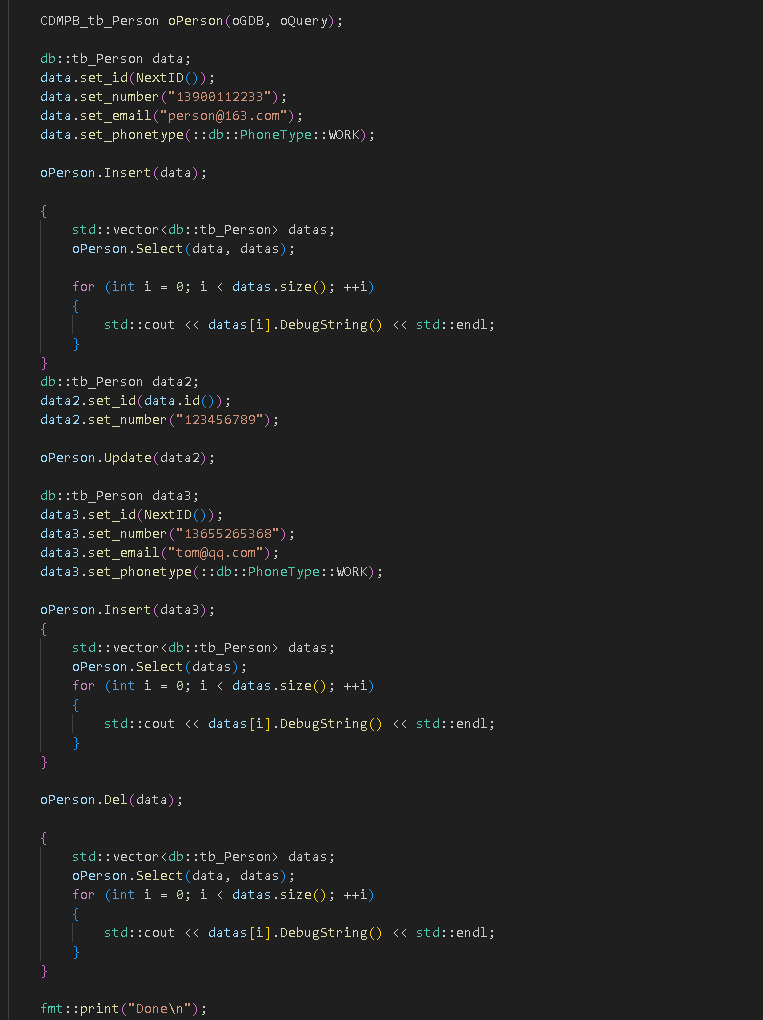 CDMPB_tb_Person oPerson(oGDB, oQuery);
db::tb_Person data;
data.set_id(NextID());
data.set_number("13900112233");
data.set_email("person@163.com");
data.set_phonetype(::db::PhoneType::WORK);
oPerson.Insert(data);
{
std::vector<db::tb_Person> datas;
oPerson.Select(data, datas);
for (int i = 0; i < datas.size(); ++i)
{
std::cout << datas[i].DebugString() << std::endl;
}
}
db::tb_Person data2;
data2.set_id(data.id());
data2.set_number("123456789");
oPerson.Update(data2);
db::tb_Person data3;
data3.set_id(NextID());
data3.set_number("13655265368");
data3.set_email("tom@qq.com");
data3.set_phonetype(::db::PhoneType::WORK);
oPerson.Insert(data3);
{
std::vector<db::tb_Person> datas;
oPerson.Select(datas);
for (int i = 0; i < datas.size(); ++i)
{
std::cout << datas[i].DebugString() << std::endl;
}
}
oPerson.Del(data);
{
std::vector<db::tb_Person> datas;
oPerson.Select(data, datas);
for (int i = 0; i < datas.size(); ++i)
{
std::cout << datas[i].DebugString() << std::endl;
}
}
fmt::print("Done\n");